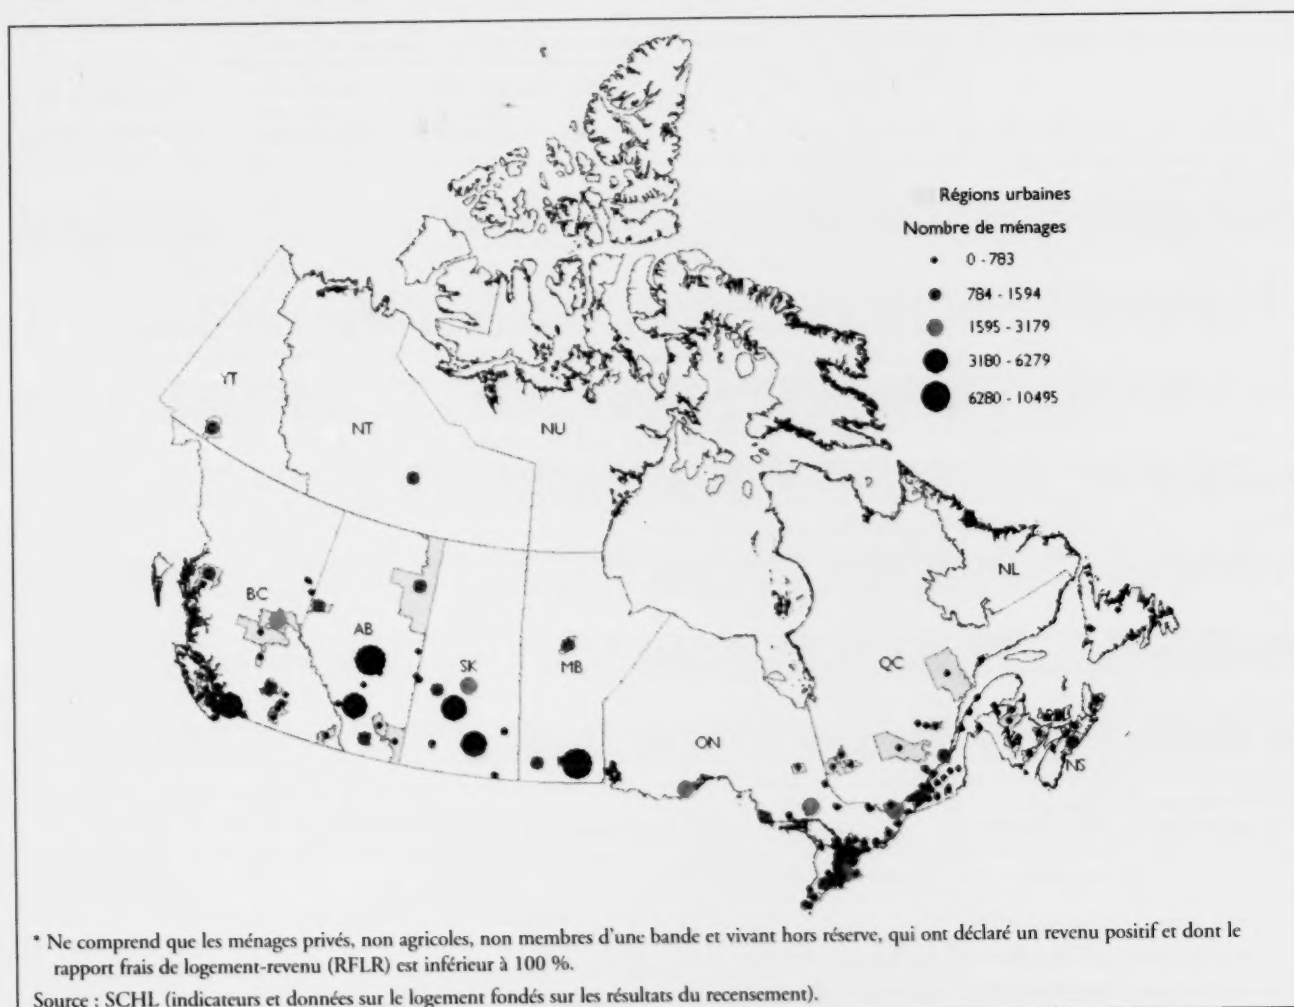 Régions urbaines
Nombre de ménages
0 - 783
784 - 1594
1595 - 3179
3180 - 6279
6280 - 10495
YT
NT
NU
BC
AB
SK
MB
ON
QC
NL
NS
* Ne comprend que les ménages privés, non agricoles, non membres d'une bande et vivant hors réserve, qui ont déclaré un revenu positif et dont le
rapport frais de logement-revenu (RFLR) est inférieur à 100 %.
Source : SCHL (indicateurs et données sur le logement fondés sur les résultats du recensement).